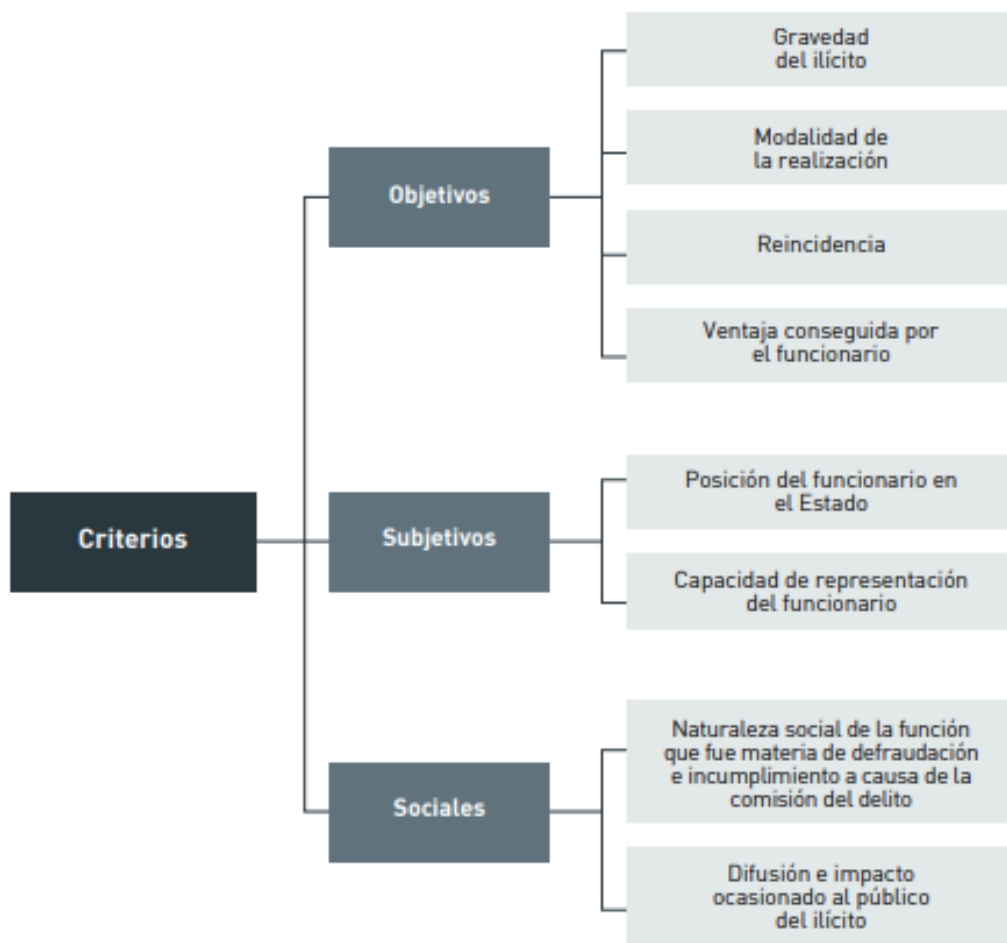 Criterios
Objetivos
Gravedad
del ilícito
Modalidad de
la realización
Reincidencia
Ventaja conseguida por
el funcionario
Subjetivos
Posición del funcionario en
el Estado
Capacidad de representación
del funcionario
Sociales
Naturaleza social de la función
que fue materia de defraudación
e incumplimiento a causa de la
comisión del delito
Difusión e impacto
ocasionado al público
del ilícito